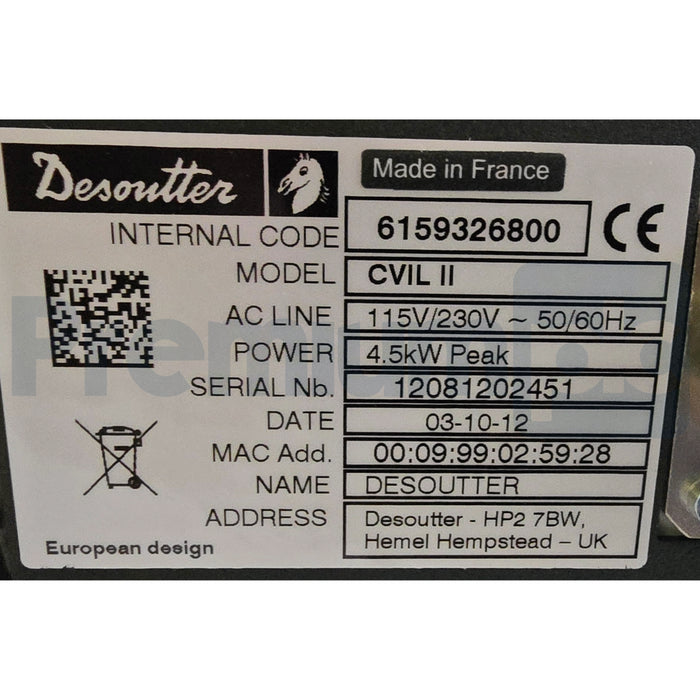 Desoutter
Made in France
INTERNAL CODE 6159326800
MODEL CVIL II
AC LINE 115V/230V ~ 50/60Hz
POWER 4.5kW Peak
SERIAL Nb. 12081202451
DATE 03-10-12
MAC Add. 00:09:99:02:59:28
NAME DESOUTTER
ADDRESS Desoutter - HP2 7BW,
Hemel Hempstead – UK
European design
CE
Premium